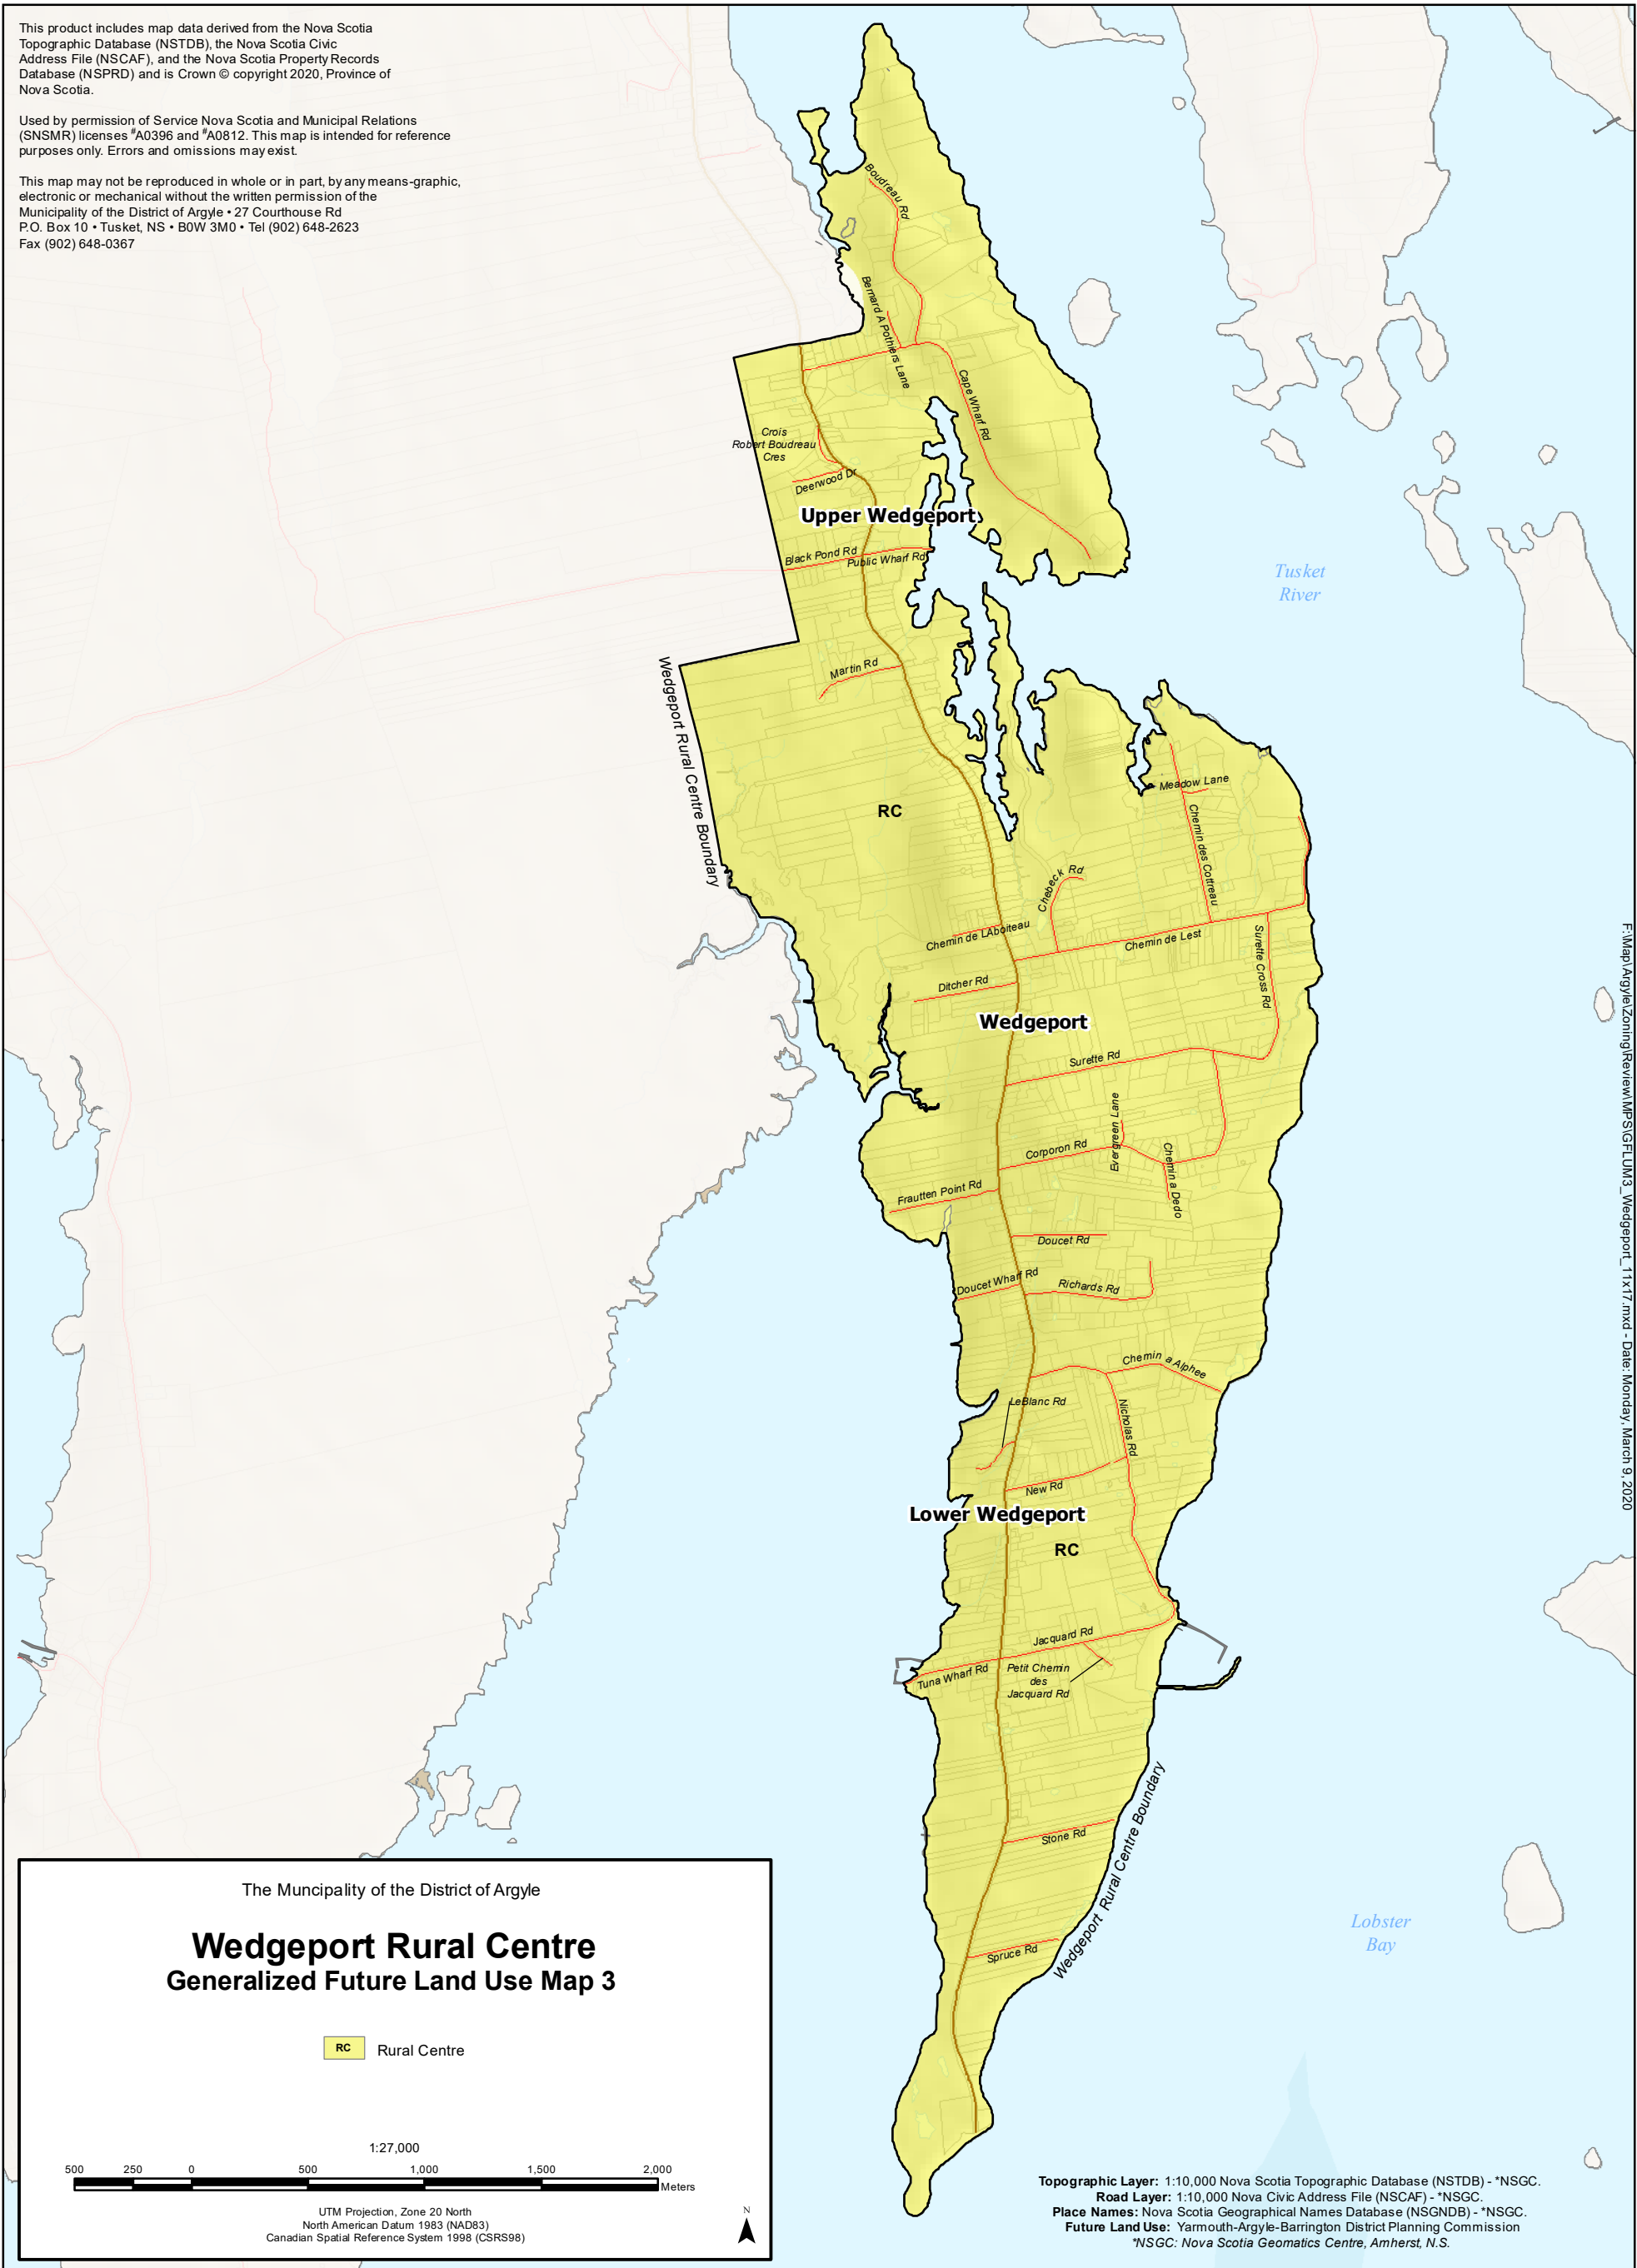 This product includes map data derived from the Nova Scotia
Topographic Database (NSTDB), the Nova Scotia Civic
Address File (NSCAF), and the Nova Scotia Property Records
Database (NSPRD) and is Crown © copyright 2020, Province of
Nova Scotia.
Used by permission of Service Nova Scotia and Municipal Relations
(SNSMR) licenses #A0396 and #A0812. This map is intended for reference
purposes only. Errors and omissions may exist.
This map may not be reproduced in whole or in part, by any means-graphic,
electronic or mechanical without the written permission of the
Municipality of the District of Argyle • 27 Courthouse Rd
P.O. Box 10 • Tusket, NS • B0W 3M0 • Tel (902) 648-2623
Fax (902) 648-0367
Boudreau Rd
Bernard A Pothiers Lane
Cape Wharf Rd
Crois
Robert Boudreau
Cres
Deerwood Dr
Upper Wedgeport
Black Pond Rd
Public Wharf Rd
Tusket
River
Martin Rd
Wedgeport Rural Centre Boundary
Meadow Lane
RC
Chemin des Cottreau
Chebeck Rd
Chemin de LAboiteau
Chemin de Lest
Surette Cross Rd
Ditcher Rd
Wedgeport
Surette Rd
Evergreen Lane
Corporon Rd
Chemin a Dedo
Frautten Point Rd
Doucet Rd
Doucet Wharf Rd
Richards Rd
Chemin a Alphee
LeBlanc Rd
Nicholas Rd
New Rd
Lower Wedgeport
RC
Jacquard Rd
Tuna Wharf Rd
Petit Chemin
des
Jacquard Rd
Stone Rd
Wedgeport Rural Centre Boundary
Spruce Rd
Lobster
Bay
F:\Map\Argyle\Zoning\Review\MPS\GFLUM3_Wedgeport_11x17.mxd - Date: Monday, March 9, 2020
The Muncipality of the District of Argyle
Wedgeport Rural Centre
Generalized Future Land Use Map 3
RC Rural Centre
1:27,000
500 250 0 500 1,000 1,500 2,000
Meters
UTM Projection, Zone 20 North
North American Datum 1983 (NAD83)
Canadian Spatial Reference System 1998 (CSRS98)
N
Topographic Layer: 1:10,000 Nova Scotia Topographic Database (NSTDB) - *NSGC.
Road Layer: 1:10,000 Nova Civic Address File (NSCAF) - *NSGC.
Place Names: Nova Scotia Geographical Names Database (NSGNDB) - *NSGC.
Future Land Use: Yarmouth-Argyle-Barrington District Planning Commission
*NSGC: Nova Scotia Geomatics Centre, Amherst, N.S.